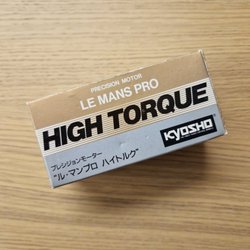 PRECISION MOTOR
LE MANS PRO
HIGH TORQUE
KYOSHO
プレシジョンモーター
"ル・マンプロ ハイトルク"